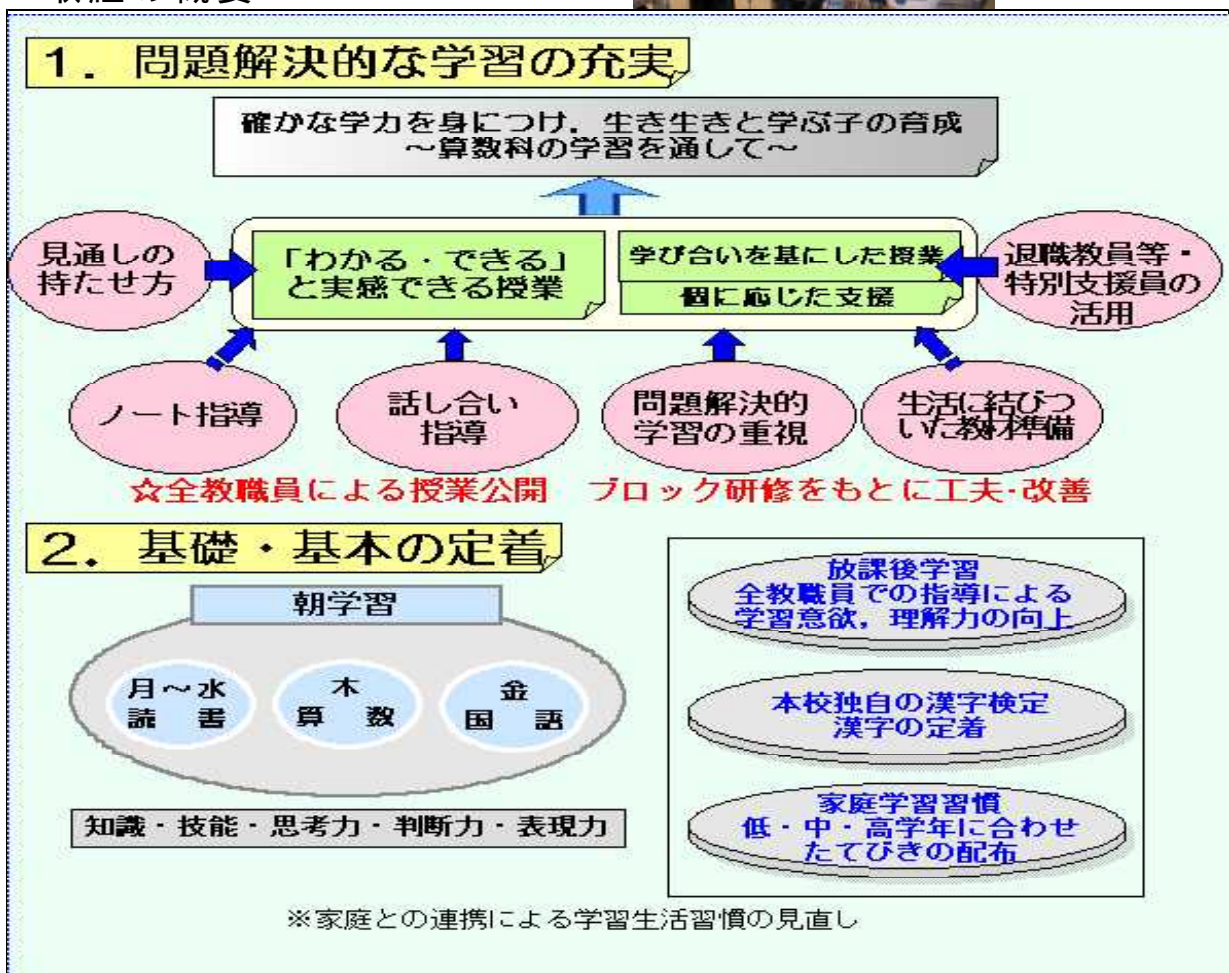 １．問題解決的な学習の充実
確かな学力を身につけ，生き生きと学ぶ子の育成
～算数科の学習を通して～
見通しの
持たせ方
「わかる・できる」
と実感できる授業
学び合いを基にした授業
個に応じた支援
退職教員等・
特別支援員の
活用
ノート指導
話し合い
指導
問題解決的
学習の重視
生活に結びつ
いた教材準備
☆全教職員による授業公開　ブロック研修をもとに工夫・改善
２．基礎・基本の定着
朝学習
月～水
読　書
木
算　数
金
国　語
知識・技能・思考力・判断力・表現力
放課後学習
全教職員での指導による
学習意欲，理解力の向上
本校独自の漢字検定
漢字の定着
家庭学習習慣
低・中・高学年に合わせ
たてびきの配布
※家庭との連携による学習生活習慣の見直し